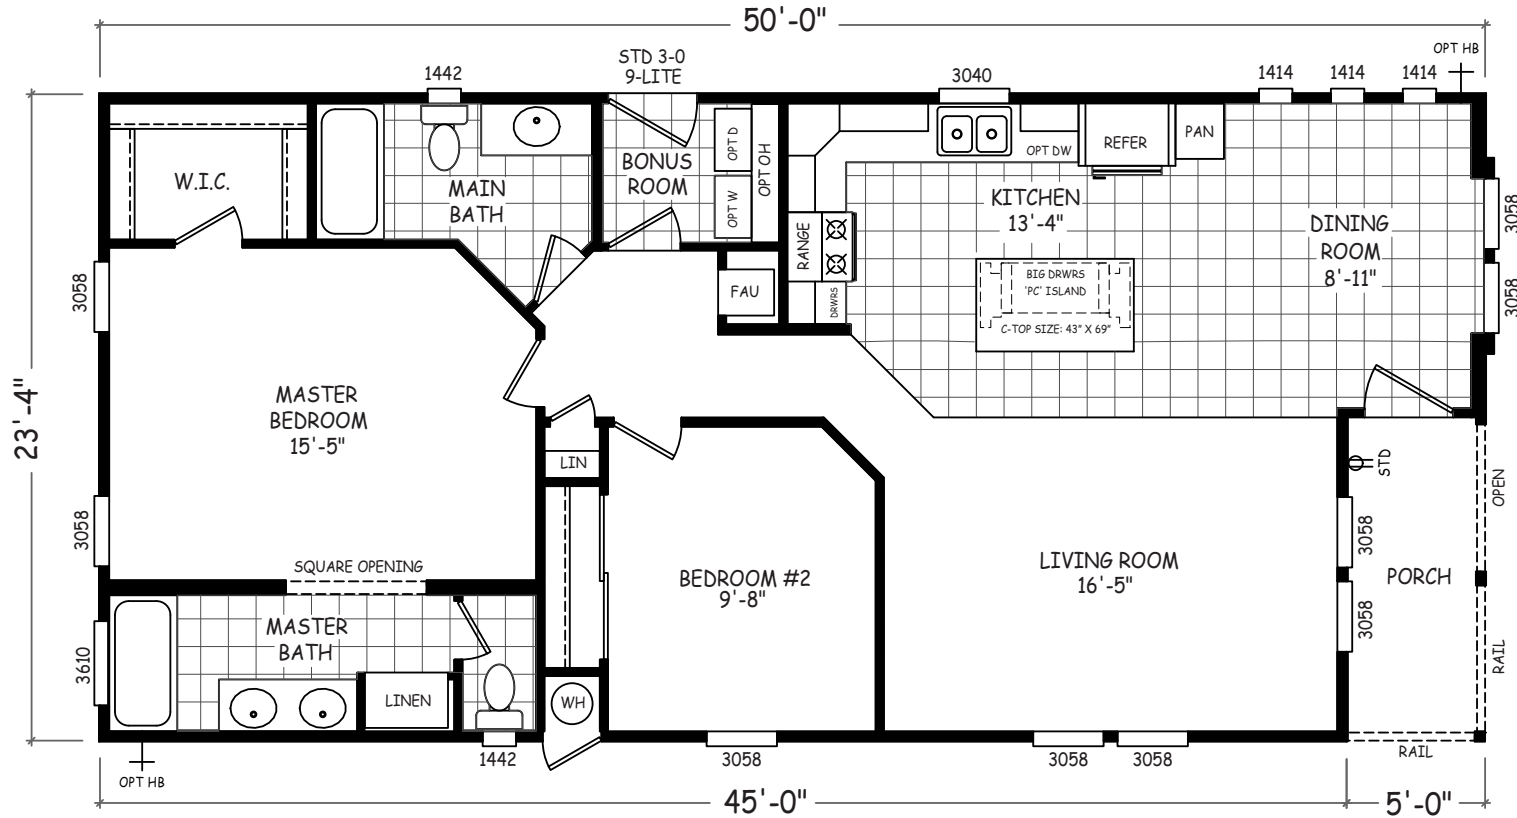 50'-0"
STD 3-0
9-LITE
OPT HB
1442
3040
1414
1414
1414
W.I.C.
MAIN
BATH
BONUS
ROOM
OPT D
OPT W
OPT OH
OPT DW
REFER
PAN
KITCHEN
13'-4"
DINING
ROOM
8'-11"
3058
3058
RANGE
DRWRS
FAU
BIG DRWRS
'PC' ISLAND
C-TOP SIZE: 43" X 69"
3058
23'-4"
MASTER
BEDROOM
15'-5"
LIN
STD
OPEN
3058
3058
SQUARE OPENING
BEDROOM #2
9'-8"
LIVING ROOM
16'-5"
PORCH
3058
RAIL
3610
MASTER
BATH
LINEN
WH
RAIL
OPT HB
1442
3058
3058
3058
45'-0"
5'-0"